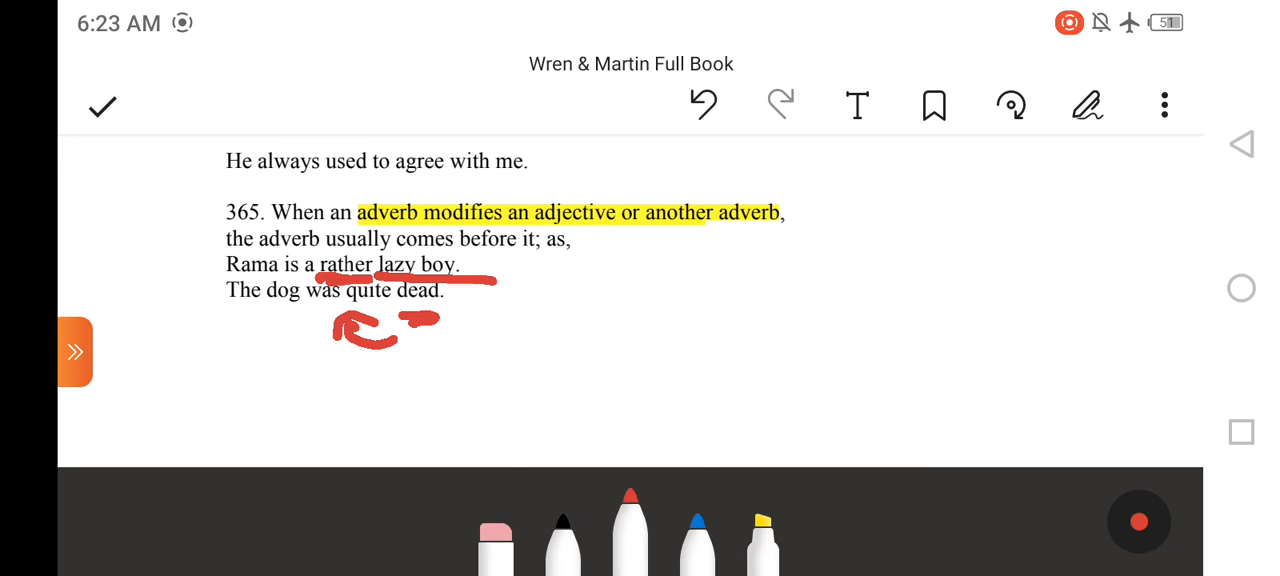 6:23 AM
51
Wren & Martin Full Book
He always used to agree with me.
365. When an adverb modifies an adjective or another adverb,
the adverb usually comes before it; as,
Rama is a rather lazy boy.
The dog was quite dead.